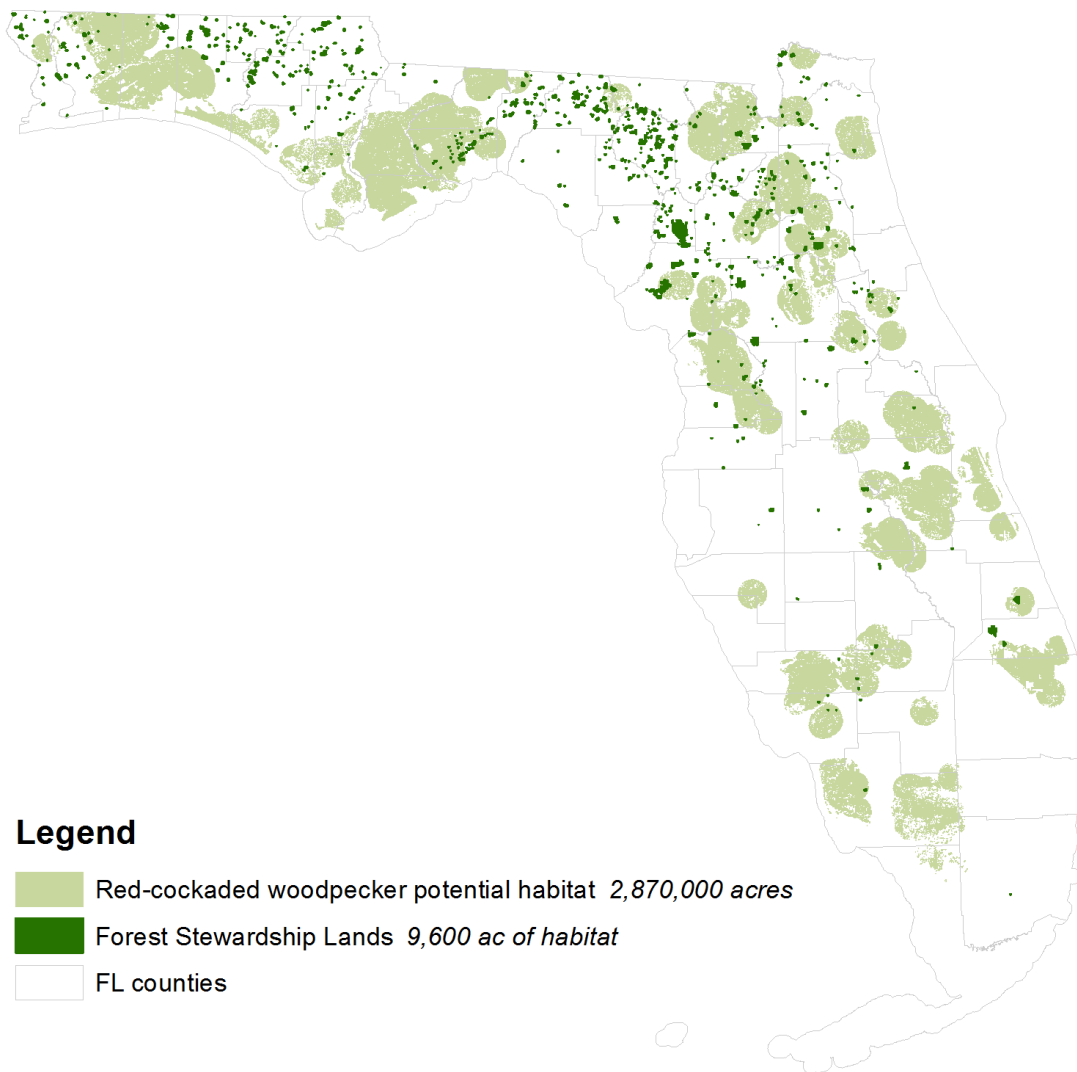 Legend
Red-cockaded woodpecker potential habitat 2,870,000 acres
Forest Stewardship Lands 9,600 ac of habitat
FL counties